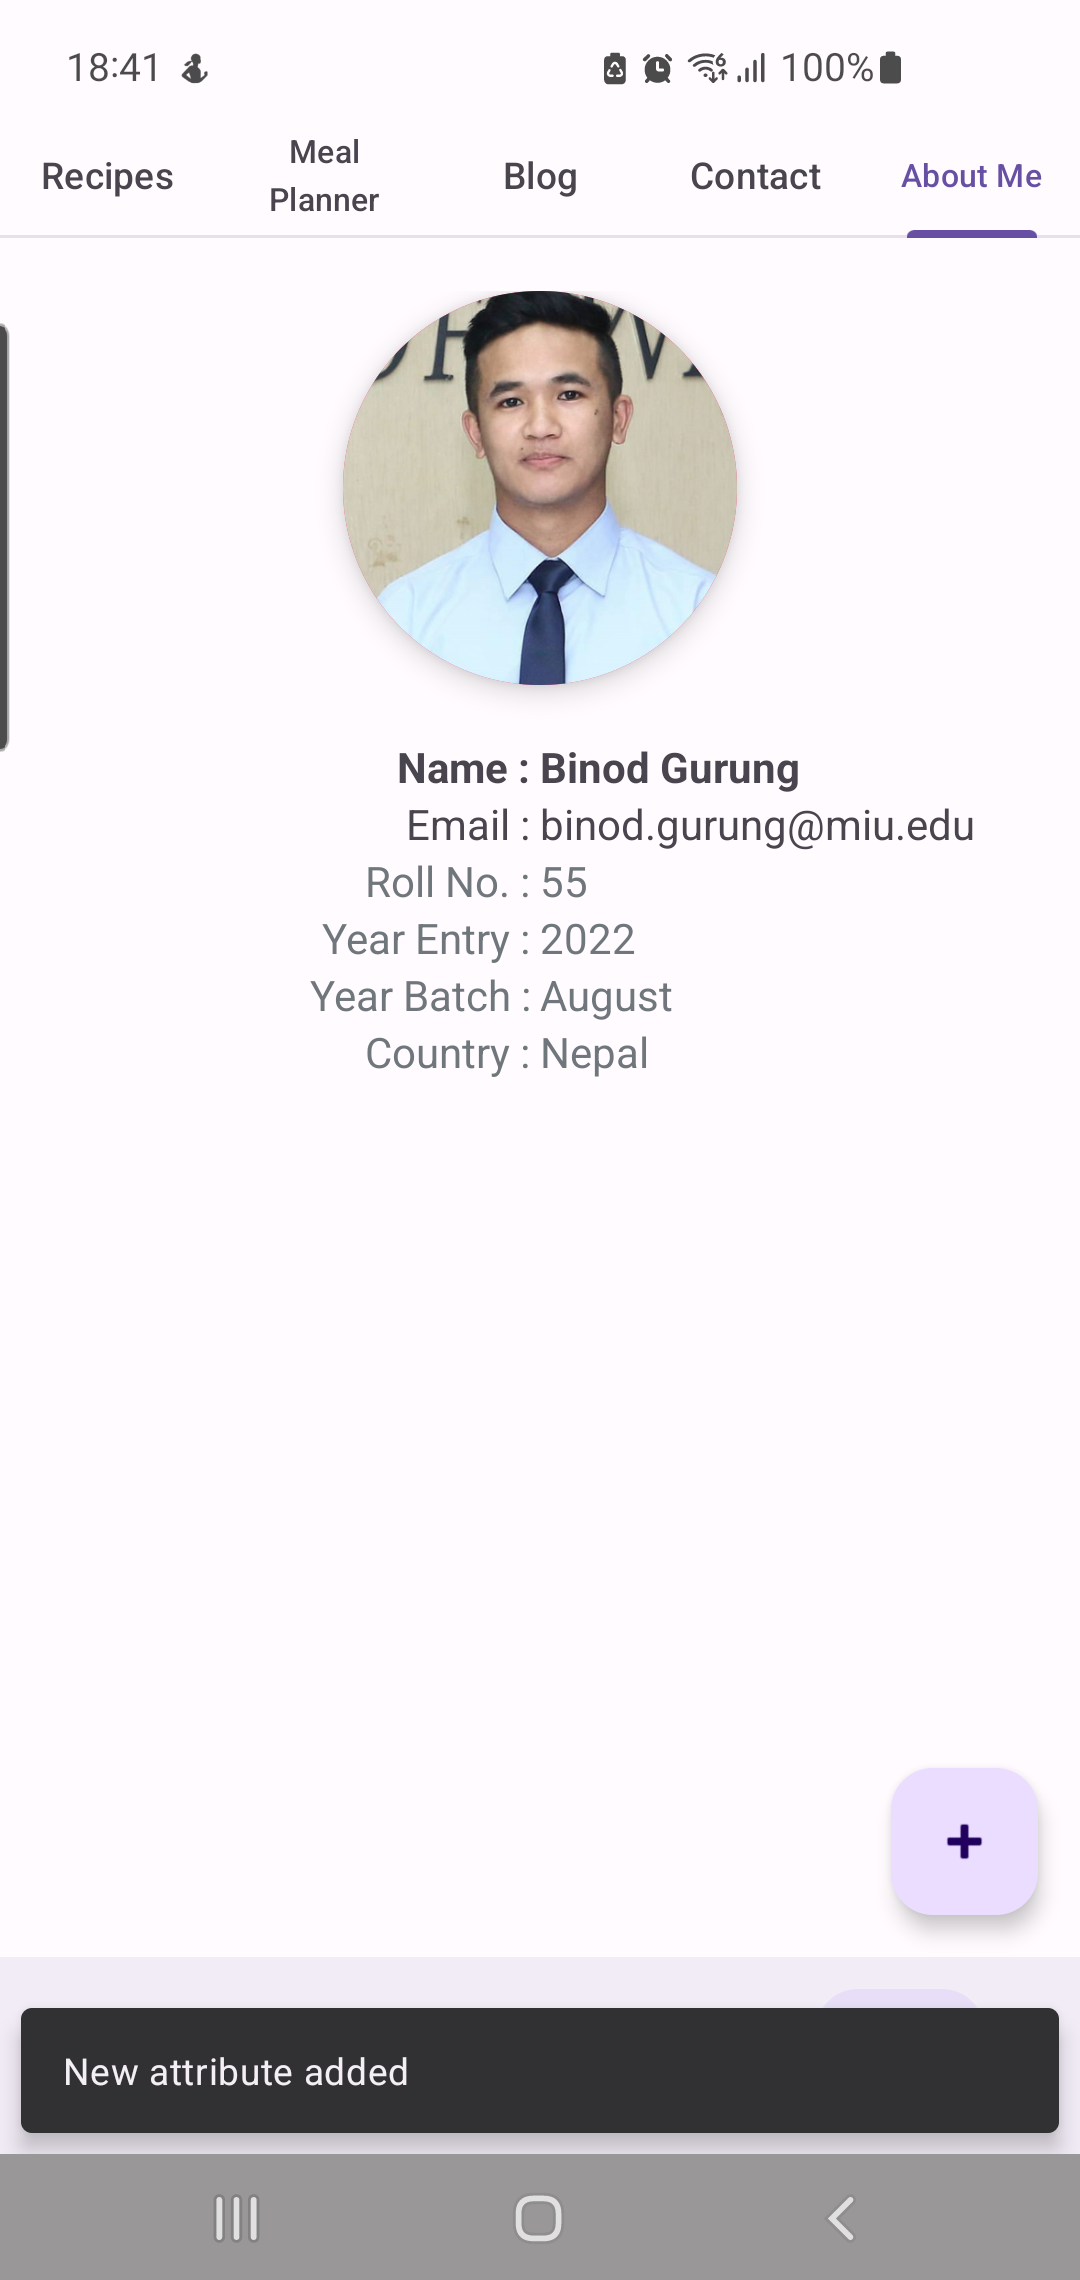 18:41 100%
Recipes Meal Planner Blog Contact About Me
Name : Binod Gurung
Email : binod.gurung@miu.edu
Roll No. : 55
Year Entry : 2022
Year Batch : August
Country : Nepal
New attribute added